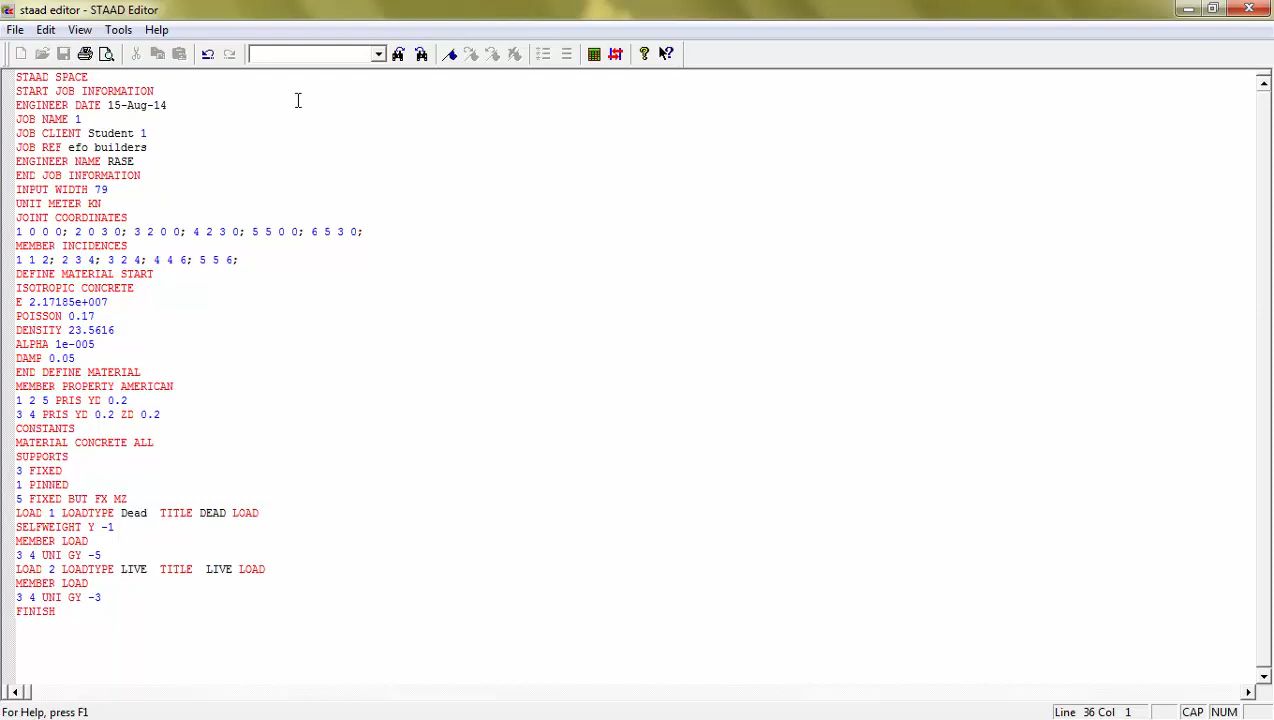 staad editor - STAAD Editor
File Edit View Tools Help
STAAD SPACE
START JOB INFORMATION
ENGINEER DATE 15-Aug-14
JOB NAME 1
JOB CLIENT Student 1
JOB REF efo builders
ENGINEER NAME RASE
END JOB INFORMATION
INPUT WIDTH 79
UNIT METER KN
JOINT COORDINATES
1 0 0 0; 2 0 3 0; 3 2 0 0; 4 2 3 0; 5 5 0 0; 6 5 3 0;
MEMBER INCIDENCES
1 1 2; 2 3 4; 3 2 4; 4 4 6; 5 5 6;
DEFINE MATERIAL START
ISOTROPIC CONCRETE
E 2.17185e+007
POISSON 0.17
DENSITY 23.5616
ALPHA 1e-005
DAMP 0.05
END DEFINE MATERIAL
MEMBER PROPERTY AMERICAN
1 2 5 PRIS YD 0.2
3 4 PRIS YD 0.2 ZD 0.2
CONSTANTS
MATERIAL CONCRETE ALL
SUPPORTS
3 FIXED
1 PINNED
5 FIXED BUT FX MZ
LOAD 1 LOADTYPE Dead  TITLE DEAD LOAD
SELFWEIGHT Y -1
MEMBER LOAD
3 4 UNI GY -5
LOAD 2 LOADTYPE LIVE  TITLE  LIVE LOAD
MEMBER LOAD
3 4 UNI GY -3
FINISH
For Help, press F1 Line 36 Col 1 CAP NUM